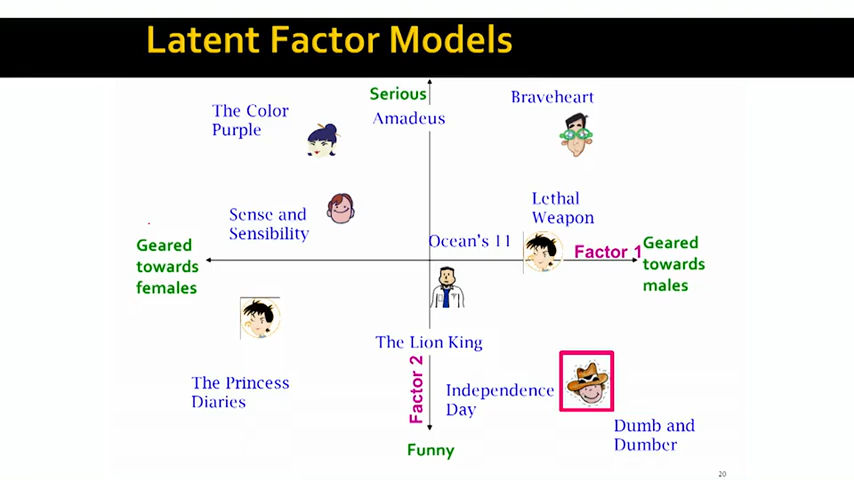 Latent Factor Models
Serious
Braveheart
The Color
Purple
Amadeus
Lethal
Weapon
Sense and
Sensibility
Ocean's 11
Geared
towards
females
Factor 1
Geared
towards
males
The Lion King
Factor 2
The Princess
Diaries
Independence
Day
Dumb and
Dumber
Funny
20